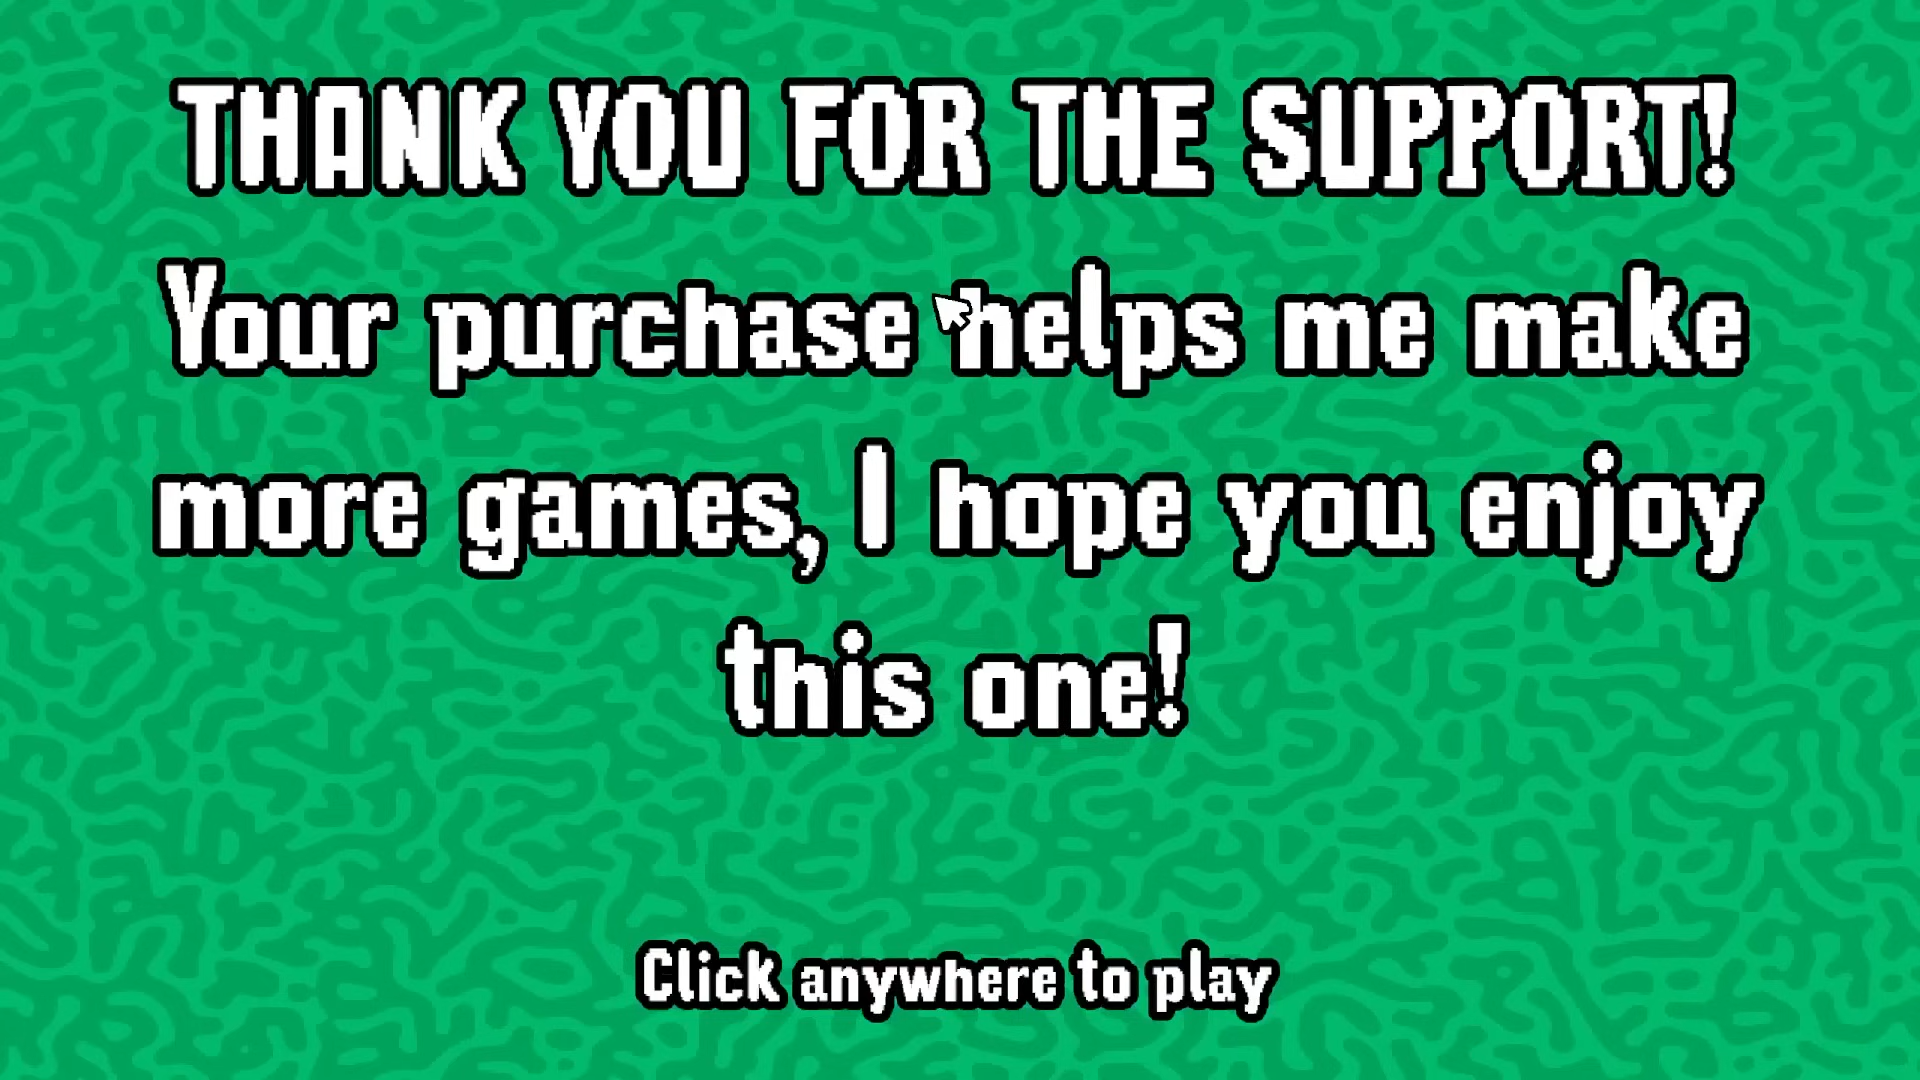 THANK YOU FOR THE SUPPORT!
Your purchase helps me make
more games, I hope you enjoy
this one!
Click anywhere to play